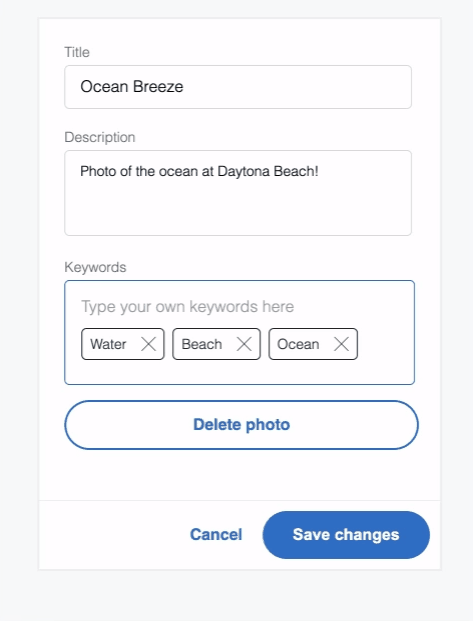 Title
Ocean Breeze
Description
Photo of the ocean at Daytona Beach!
Keywords
Type your own keywords here
Water Beach Ocean
Delete photo
Cancel Save changes